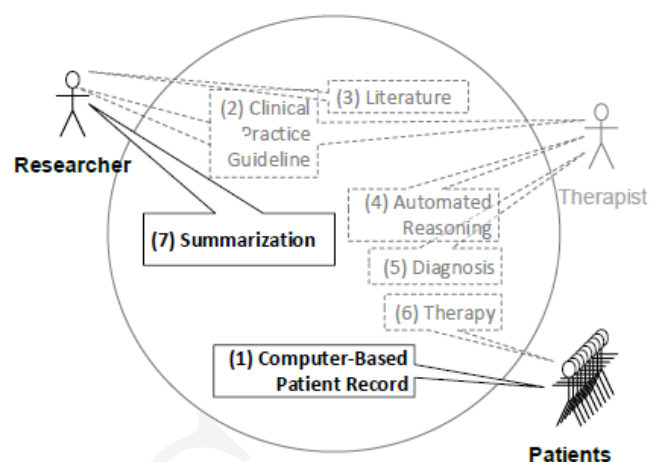 (3) Literature
(2) Clinical
Practice
Guideline
Researcher
Therapist
(4) Automated
Reasoning
(7) Summarization
(5) Diagnosis
(6) Therapy
(1) Computer-Based
Patient Record
Patients